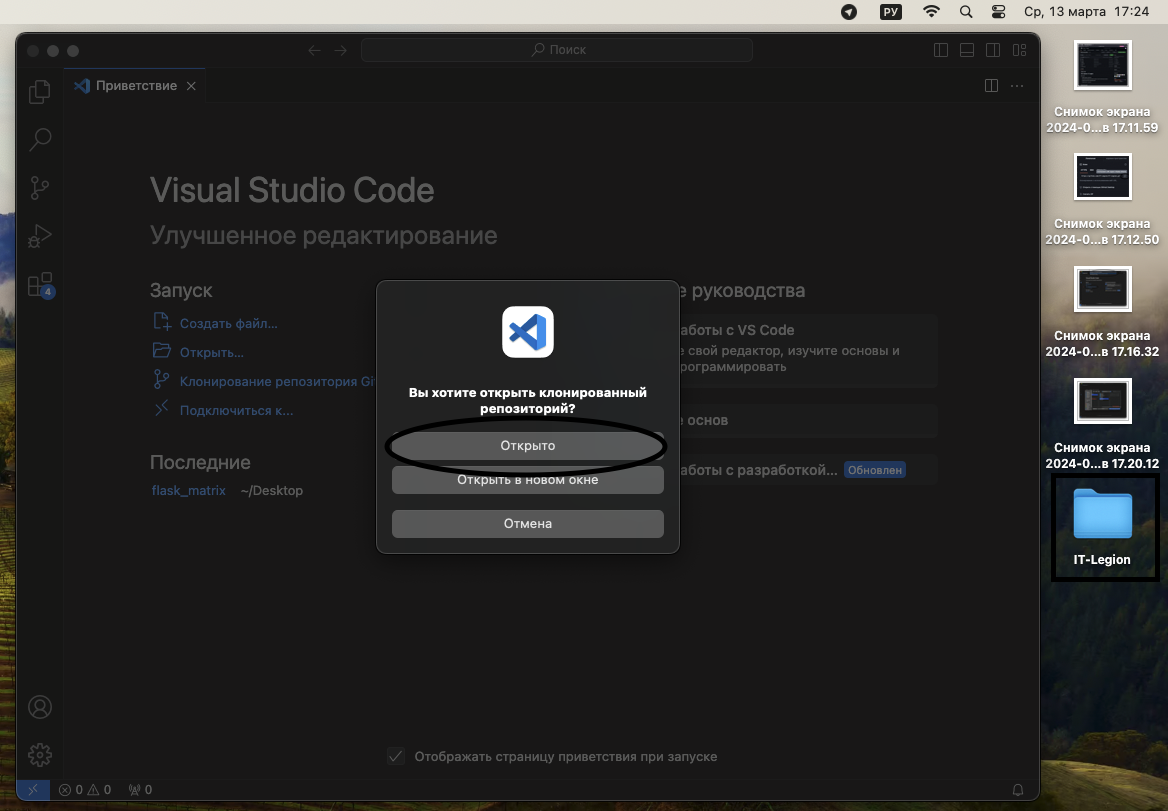 РУ
Ср, 13 марта 17:24
Поиск
Приветствие
Visual Studio Code
Улучшенное редактирование
Запуск
Создать файл...
Открыть...
Клонирование репозитория Gi
Подключиться к...
Последние
flask_matrix ~/Desktop
4
е руководства
аботы с VS Code
е свой редактор, изучите основы и
рограммировать
е основ
аботы с разработкой... Обновлен
Вы хотите открыть клонированный
репозиторий?
Открыто
Открыть в новом окне
Отмена
Отображать страницу приветствия при запуске
0 0 0
Снимок экрана
2024-0...в 17.11.59
Снимок экрана
2024-0...в 17.12.50
Снимок экрана
2024-0...в 17.16.32
Снимок экрана
2024-0...в 17.20.12
IT-Legion